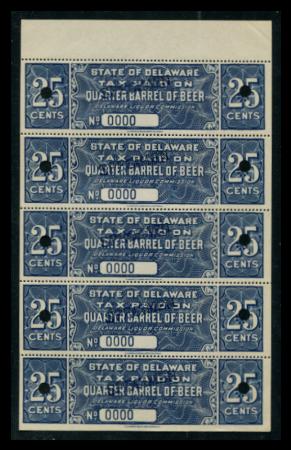 STATE OF DELAWARE
25 TAX PAID ON 25
QUARTER BARREL OF BEER
CENTS DELAWARE LIQUOR COMMISSION CENTS
No 0000
STATE OF DELAWARE
25 TAX PAID ON 25
QUARTER BARREL OF BEER
CENTS DELAWARE LIQUOR COMMISSION CENTS
No 0000
STATE OF DELAWARE
25 TAX PAID ON 25
QUARTER BARREL OF BEER
CENTS DELAWARE LIQUOR COMMISSION CENTS
No 0000
STATE OF DELAWARE
25 TAX PAID ON 25
QUARTER BARREL OF BEER
CENTS DELAWARE LIQUOR COMMISSION CENTS
No 0000
STATE OF DELAWARE
25 TAX PAID ON 25
QUARTER BARREL OF BEER
CENTS DELAWARE LIQUOR COMMISSION CENTS
No 0000